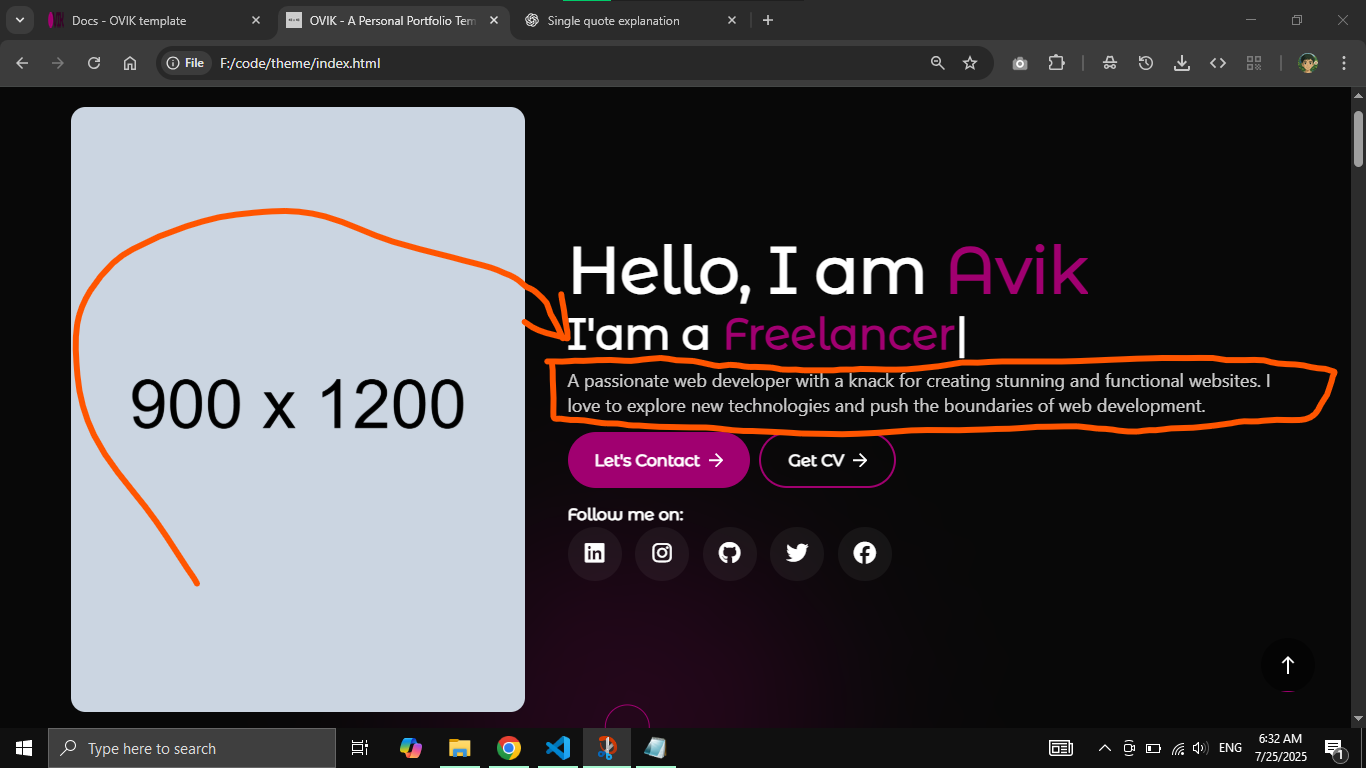 Docs - OVIK template
OVIK - A Personal Portfolio Tem
Single quote explanation
File
F:/code/theme/index.html
900 x 1200
Hello, I am Avik
I'am a Freelancer|
A passionate web developer with a knack for creating stunning and functional websites. I
love to explore new technologies and push the boundaries of web development.
Let's Contact →
Get CV →
Follow me on:
Type here to search
ENG
6:32 AM
7/25/2025
1